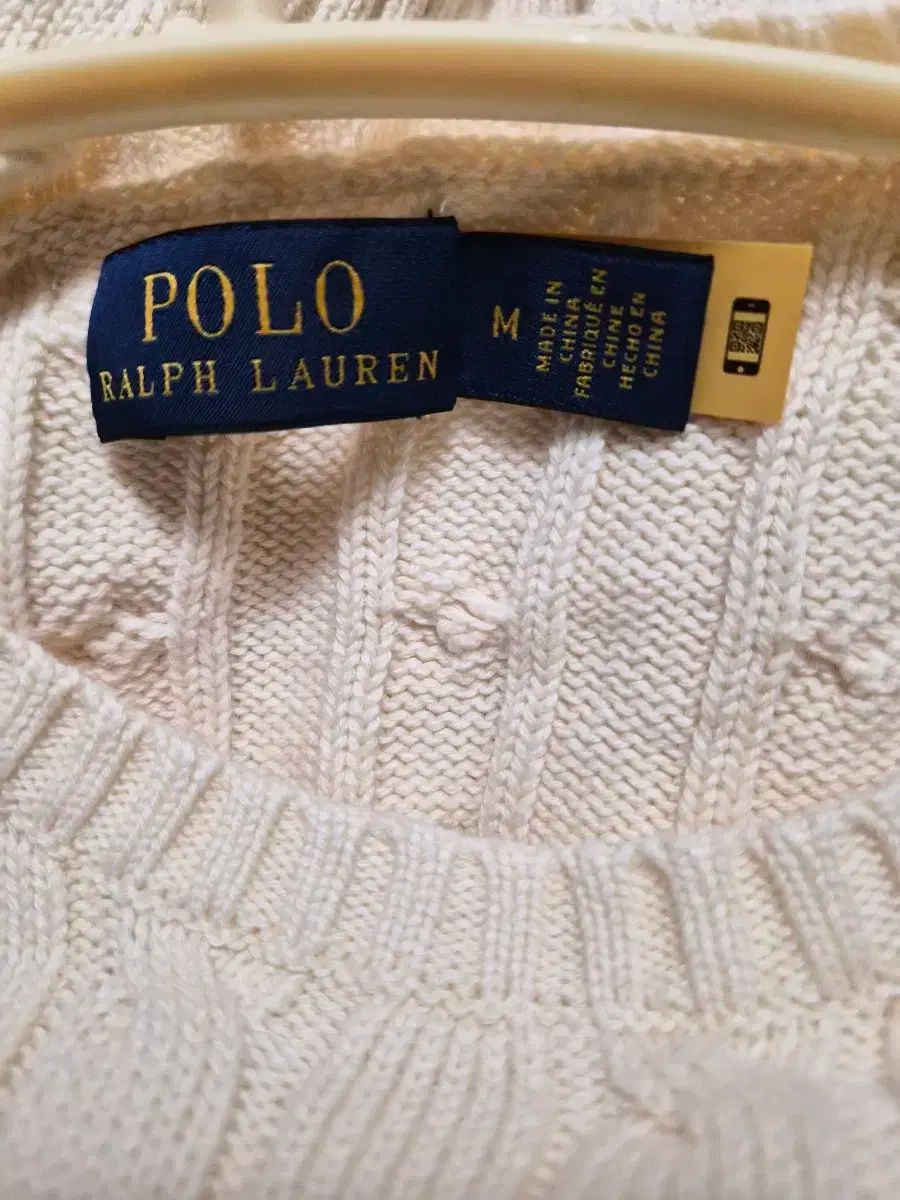 POLO
RALPH LAUREN
M
MADE IN
CHINA
FABRIQUÉ EN
CHINE
HECHO EN
CHINA